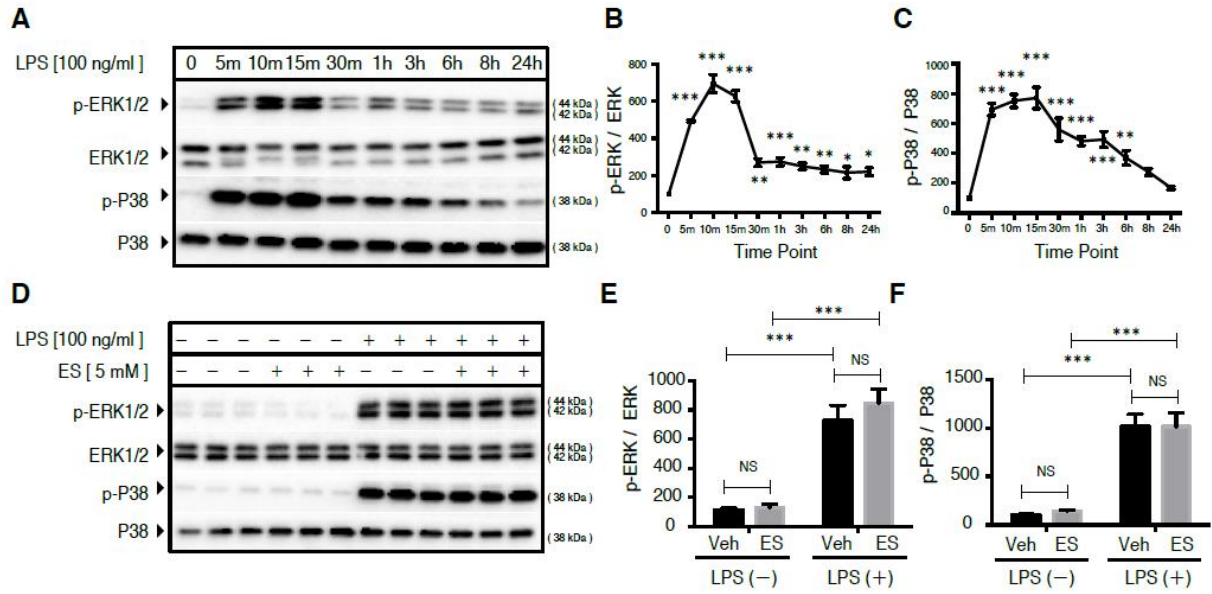 A
LPS [100 ng/ml] 0 5m 10m 15m 30m 1h 3h 6h 8h 24h
p-ERK1/2 (44 kDa)
(42 kDa)
ERK1/2 (44 kDa)
(42 kDa)
p-P38 (38 kDa)
P38 (38 kDa)
B
p-ERK / ERK
800
600
400
200
0
***
***
***
**
***
**
**
*
*
0 5m 10m 15m 30m 1h 3h 6h 8h 24h
Time Point
C
p-P38 / P38
1000
800
600
400
200
0
***
***
***
***
***
***
**
0 5m 10m 15m 30m 1h 3h 6h 8h 24h
Time Point
D
LPS [100 ng/ml] − − − − − − + + + + + +
ES [ 5 mM ] − − − + + + − − − + + +
p-ERK1/2 (44 kDa)
(42 kDa)
ERK1/2 (44 kDa)
(42 kDa)
p-P38 (38 kDa)
P38 (38 kDa)
E
p-ERK / ERK
1000
800
600
400
200
0
***
***
NS
NS
Veh ES Veh ES
LPS (−) LPS (+)
F
p-P38 / P38
1500
1000
500
0
***
***
NS
NS
Veh ES Veh ES
LPS (−) LPS (+)